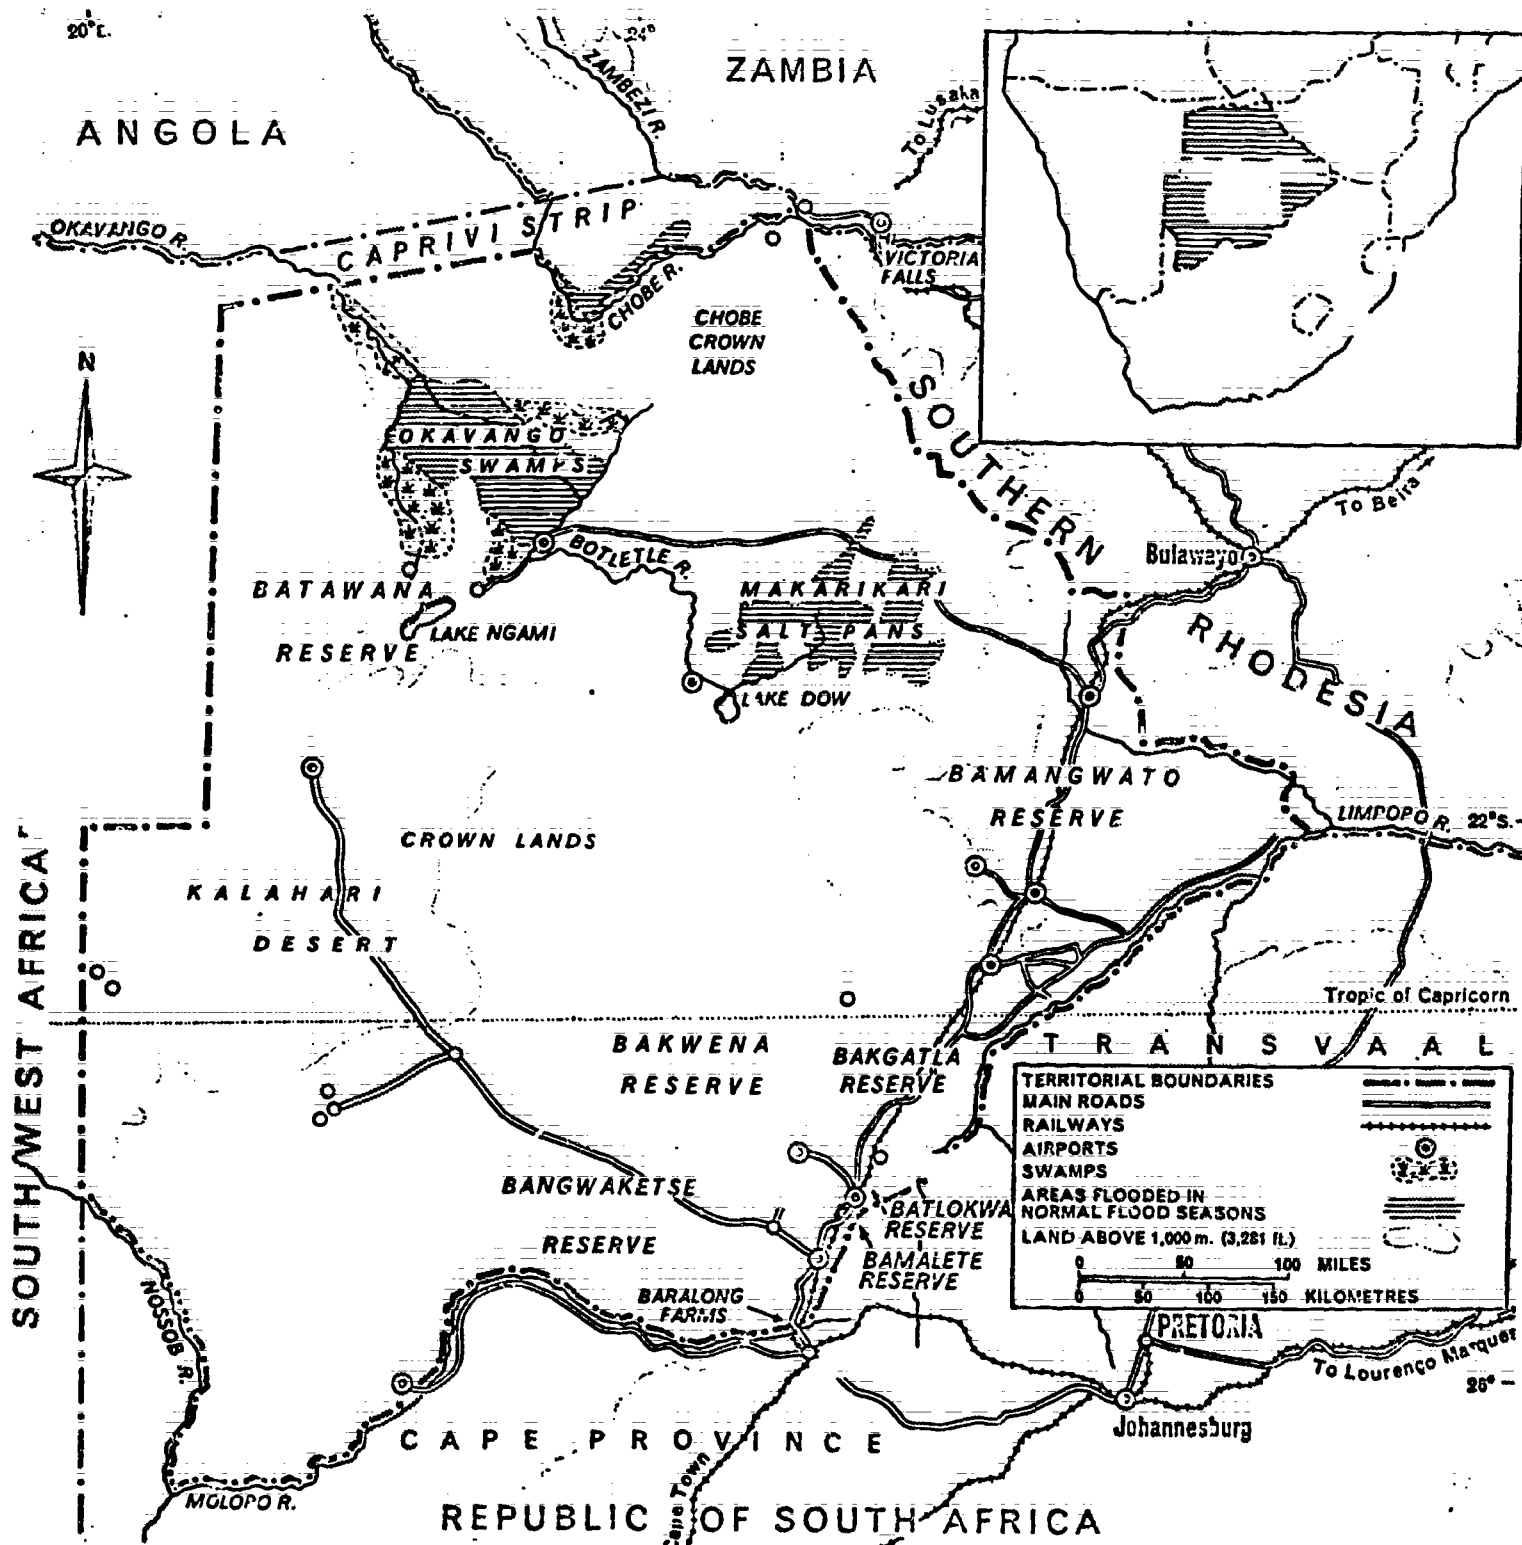 20°E.
24°
ZAMBIA
ANGOLA
ZAMBEZI R.
To Lusaka
OKAVANGO R.
CAPRIVI STRIP
CHOBE R.
VICTORIA
FALLS
CHOBE
CROWN
LANDS
N
SOUTHERN
RHODESIA
OKAVANGO
SWAMPS
To Beira
Bulawayo
BOTLETLE R.
BATAWANA
RESERVE
LAKE NGAMI
MAKARIKARI
SALT PANS
LAKE DOW
BAMANGWATO
RESERVE
LIMPOPO R.
22°S.
CROWN LANDS
KALAHARI
DESERT
SOUTH WEST AFRICA
Tropic of Capricorn
BAKWENA
RESERVE
BAKGATLA
RESERVE
TRANSVAAL
TERRITORIAL BOUNDARIES
MAIN ROADS
RAILWAYS
AIRPORTS
SWAMPS
AREAS FLOODED IN
NORMAL FLOOD SEASONS
LAND ABOVE 1,000 m. (3,281 ft.)
0 50 100 MILES
0 50 100 150 KILOMETRES
BANGWAKETSE
RESERVE
BATLOKWA
RESERVE
BAMALETE
RESERVE
BARALONG
FARMS
NOSSOB R.
PRETORIA
To Lourenço Marques
26°
Johannesburg
CAPE PROVINCE
MOLOPO R.
Cape Town
REPUBLIC OF SOUTH AFRICA